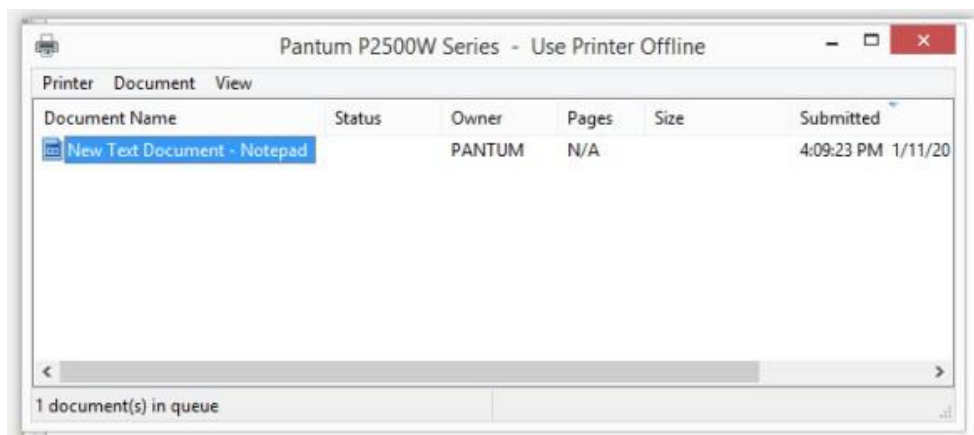 Pantum P2500W Series - Use Printer Offline
Printer Document View
Document Name Status Owner Pages Size Submitted
New Text Document - Notepad PANTUM N/A 4:09:23 PM 1/11/20
1 document(s) in queue